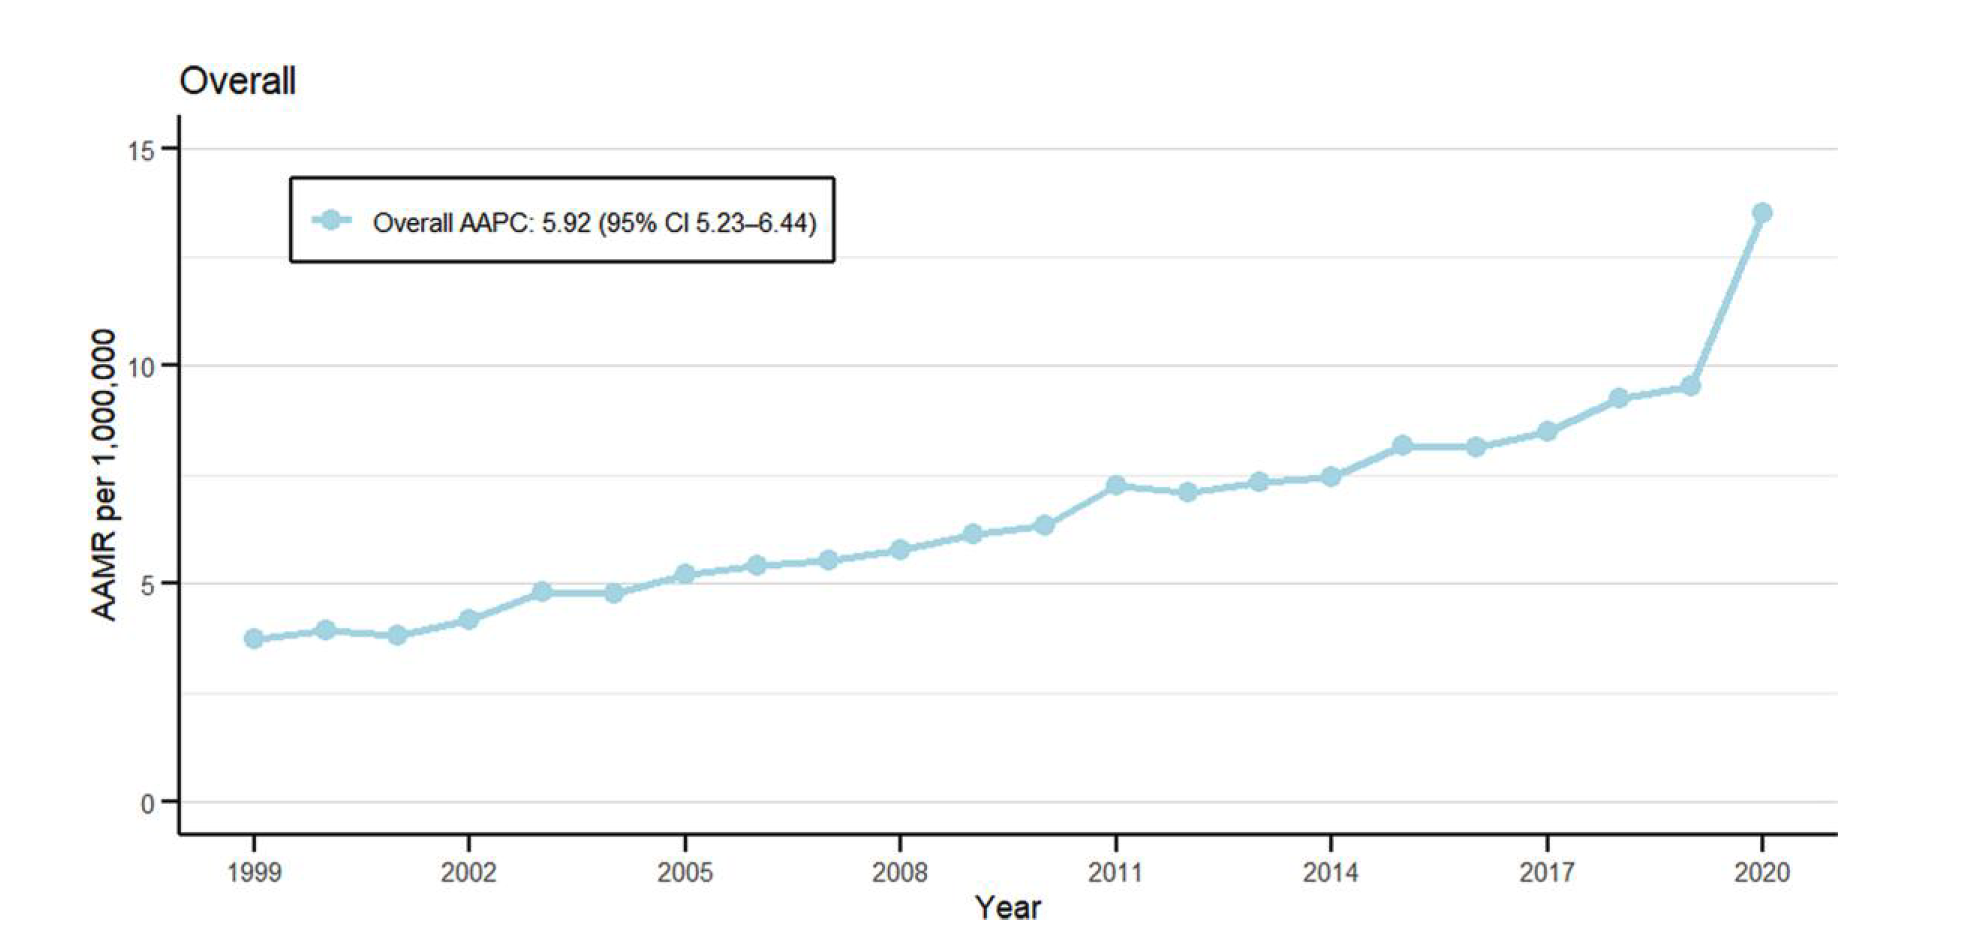 Overall
15
Overall AAPC: 5.92 (95% CI 5.23–6.44)
10
5
0
AAMR per 1,000,000
1999 2002 2005 2008 2011 2014 2017 2020
Year